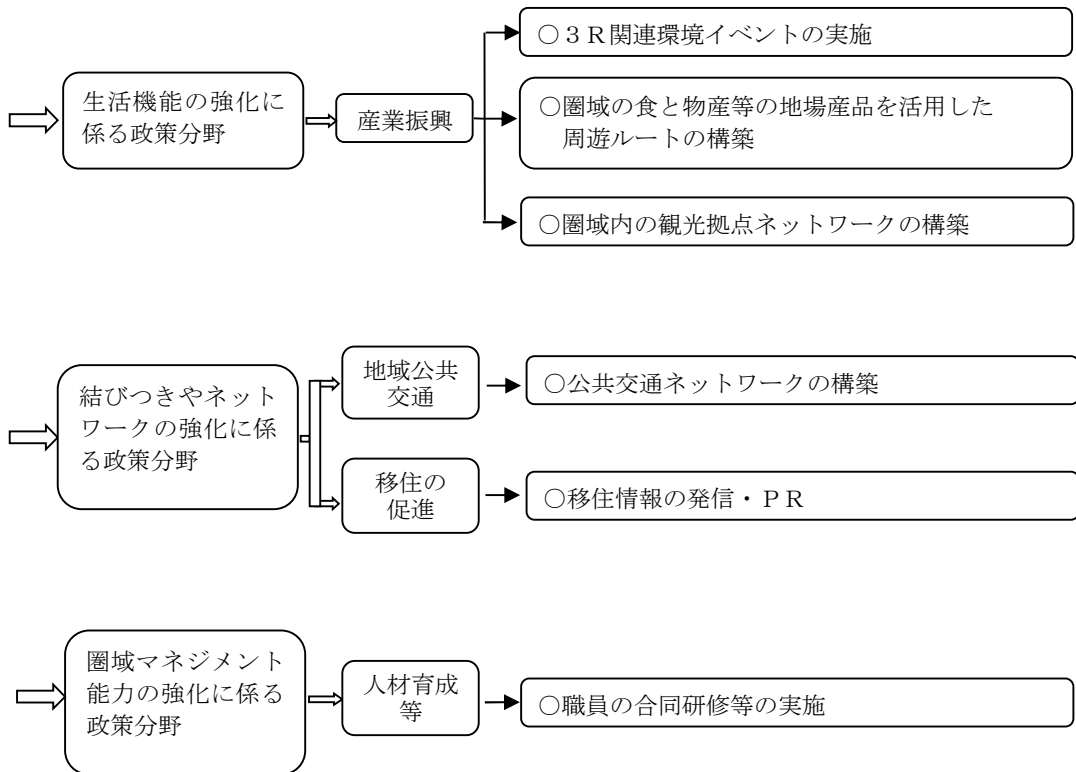 ○３Ｒ関連環境イベントの実施
生活機能の強化に
係る政策分野
産業振興
○圏域の食と物産等の地場産品を活用した
周遊ルートの構築
○圏域内の観光拠点ネットワークの構築
結びつきやネット
ワークの強化に係
る政策分野
地域公共
交通
○公共交通ネットワークの構築
移住の
促進
○移住情報の発信・ＰＲ
圏域マネジメント
能力の強化に係る
政策分野
人材育成
等
○職員の合同研修等の実施